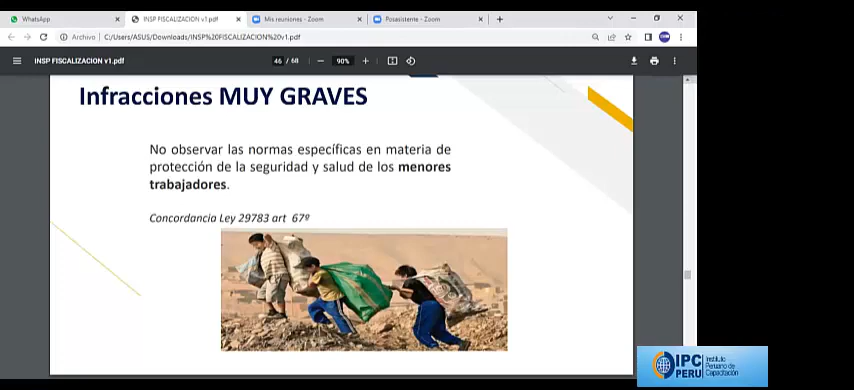 WhatsApp
INSP FISCALIZACION v1.pdf
Mis reuniones - Zoom
Posasistente - Zoom
Archivo | C:/Users/ASUS/Downloads/INSP%20FISCALIZACION%20v1.pdf
INSP FISCALIZACION v1.pdf
46 / 68
90%
Infracciones MUY GRAVES
No observar las normas específicas en materia de
protección de la seguridad y salud de los menores
trabajadores.
Concordancia Ley 29783 art 67º
IPC PERU
Instituto
Peruano de
Capacitación